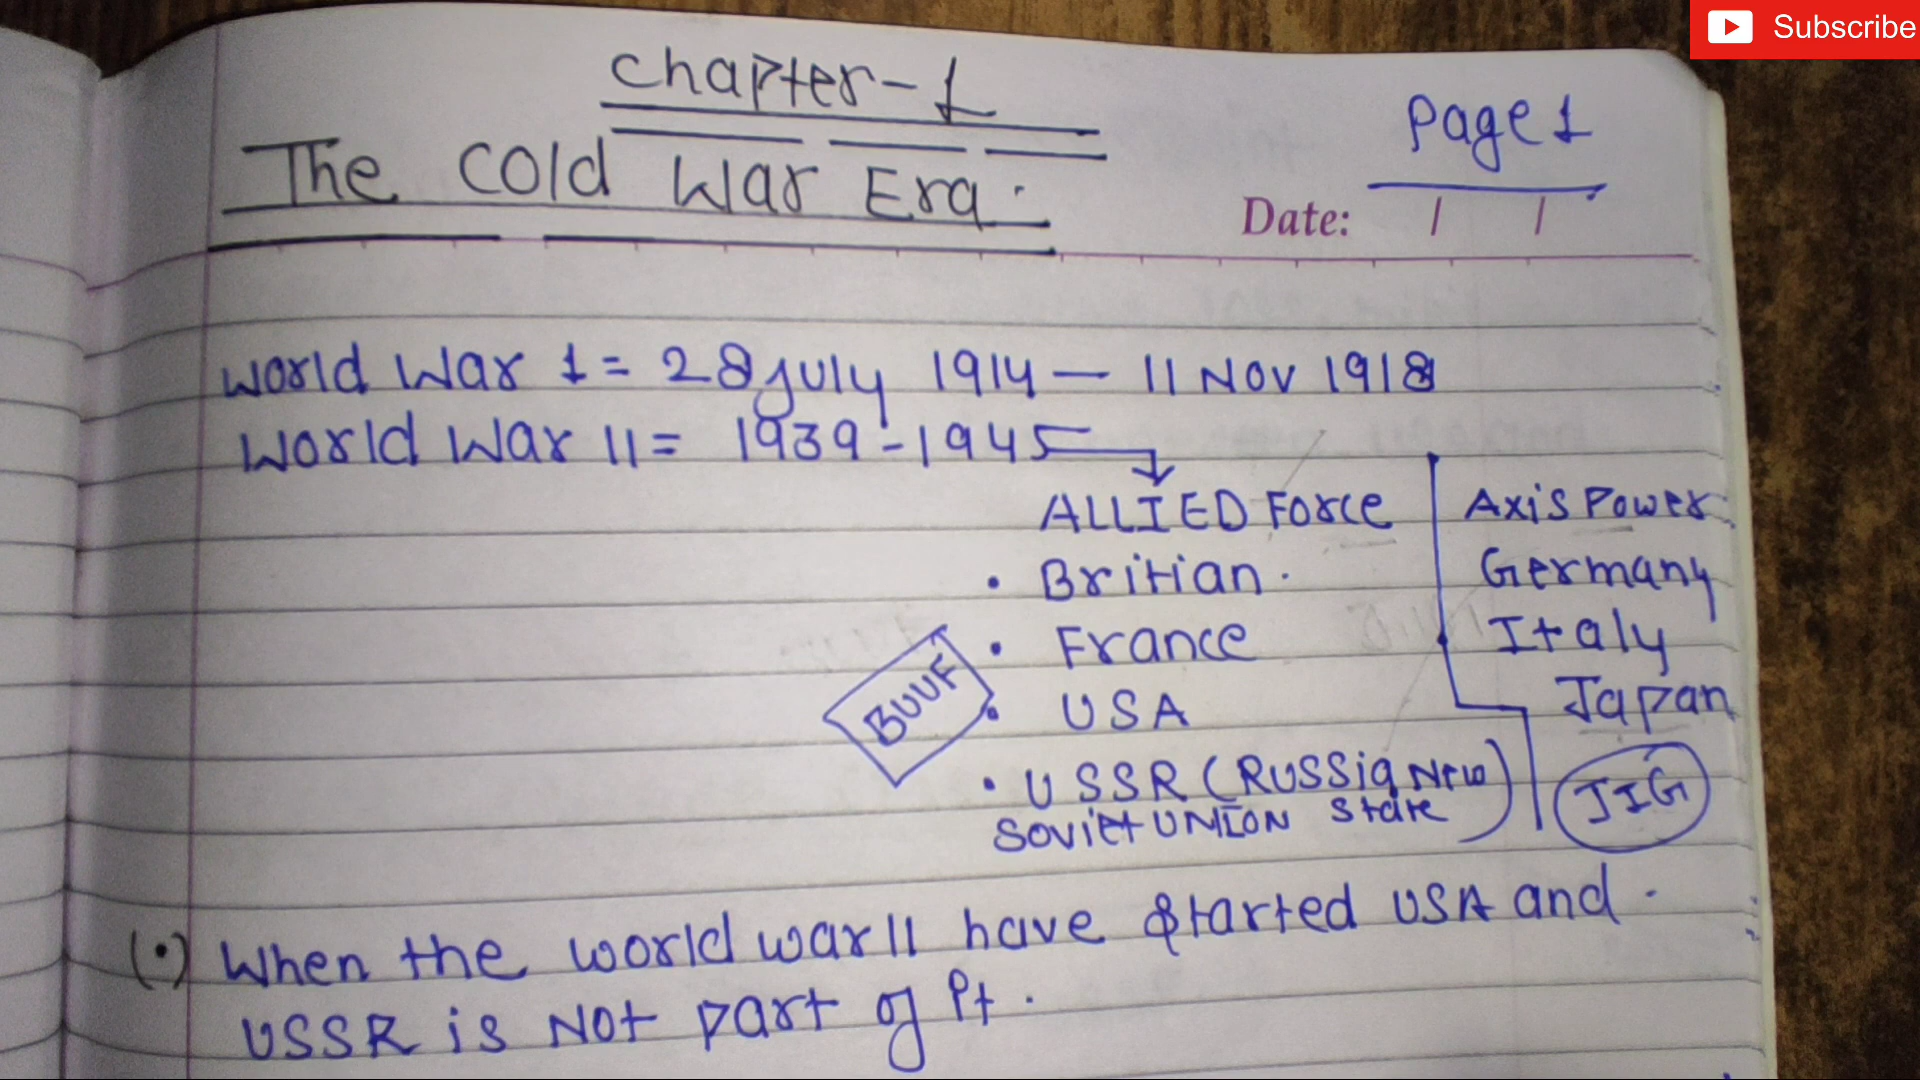 Subscribe
Chapter-1
Page 1
The Cold War Era.
Date: / /
World War 1 = 28 July 1914 - 11 Nov 1918
World War II = 1939-1945
ALLIED Force
Axis Power.
• Britian.
Germany
• France
Italy
BUUF
• USA
Japan
• USSR (Russia New
Soviet UNION State)
JIG
(•) When the world war II have started USA and.
USSR is Not part of it.